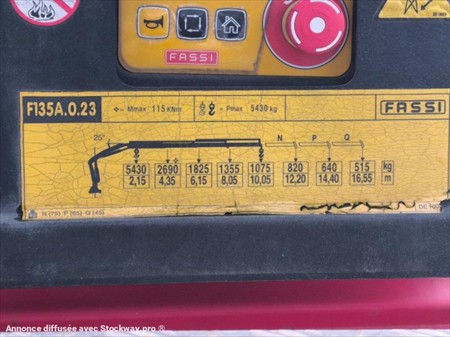 FASSI
F135A.0.23
Mmax 115 KNm
Pmax 5430 kg
FASSI
25°
N P Q
5430 2690 1825 1355 1075 820 640 515 kg
2,15 4,35 6,15 8,05 10,05 12,20 14,40 16,55 m
Annonce diffusée avec Stockway.pro ®